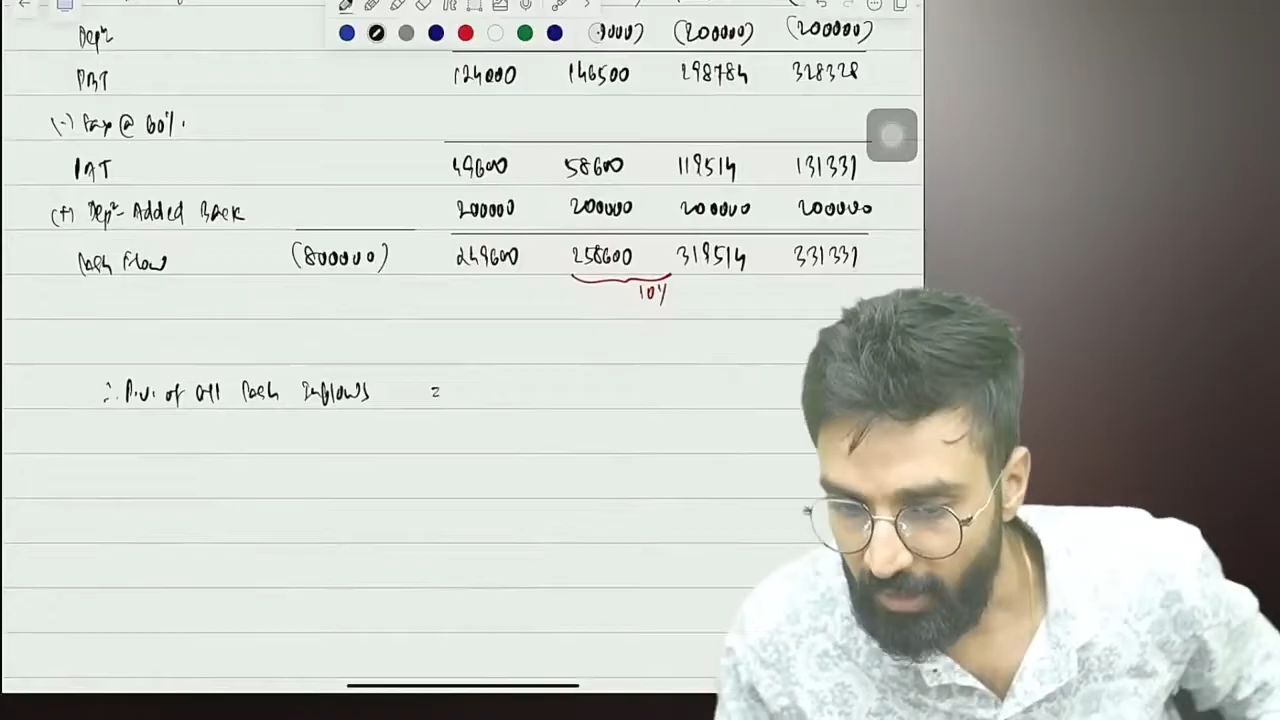 Depn 0000) (200000) (200000)
PBT 124000 146500 298784 328328
(-) Tax @ 60%.
PAT 49600 58600 119514 131331
(+) Depn Added Back 200000 200000 200000 200000
Cash Flow (800000) 249600 258600 319514 331331
10%
∴ P.V. of all Cash Inflows =